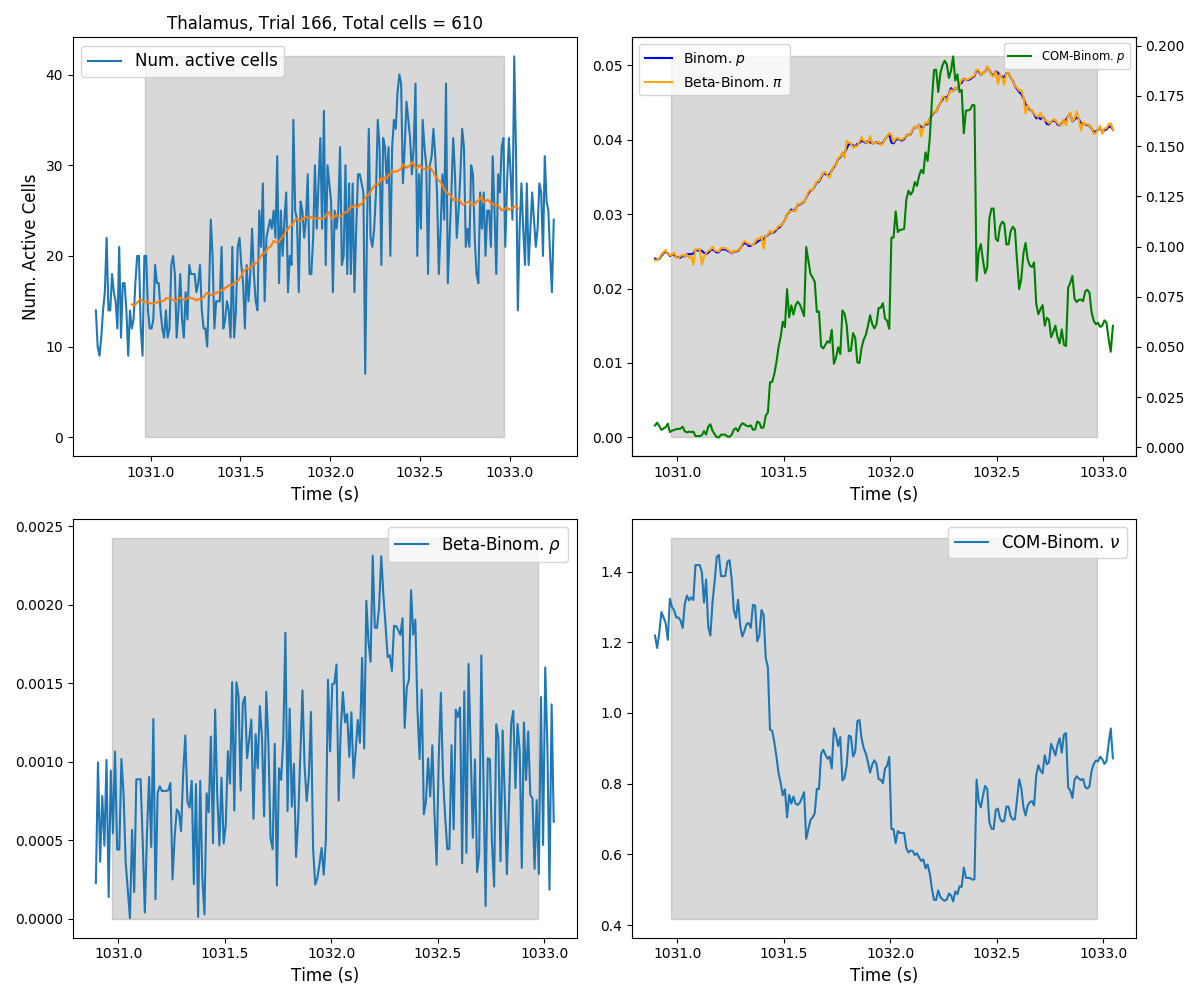 Thalamus, Trial 166, Total cells = 610
Num. active cells
40
30
20
10
0
Num. Active Cells
1031.0 1031.5 1032.0 1032.5 1033.0
Time (s)
Binom. p
Beta-Binom. π
COM-Binom. p
0.05
0.04
0.03
0.02
0.01
0.00
0.200
0.175
0.150
0.125
0.100
0.075
0.050
0.025
0.000
1031.0 1031.5 1032.0 1032.5 1033.0
Time (s)
Beta-Binom. ρ
0.0025
0.0020
0.0015
0.0010
0.0005
0.0000
1031.0 1031.5 1032.0 1032.5 1033.0
Time (s)
COM-Binom. ν
1.4
1.2
1.0
0.8
0.6
0.4
1031.0 1031.5 1032.0 1032.5 1033.0
Time (s)